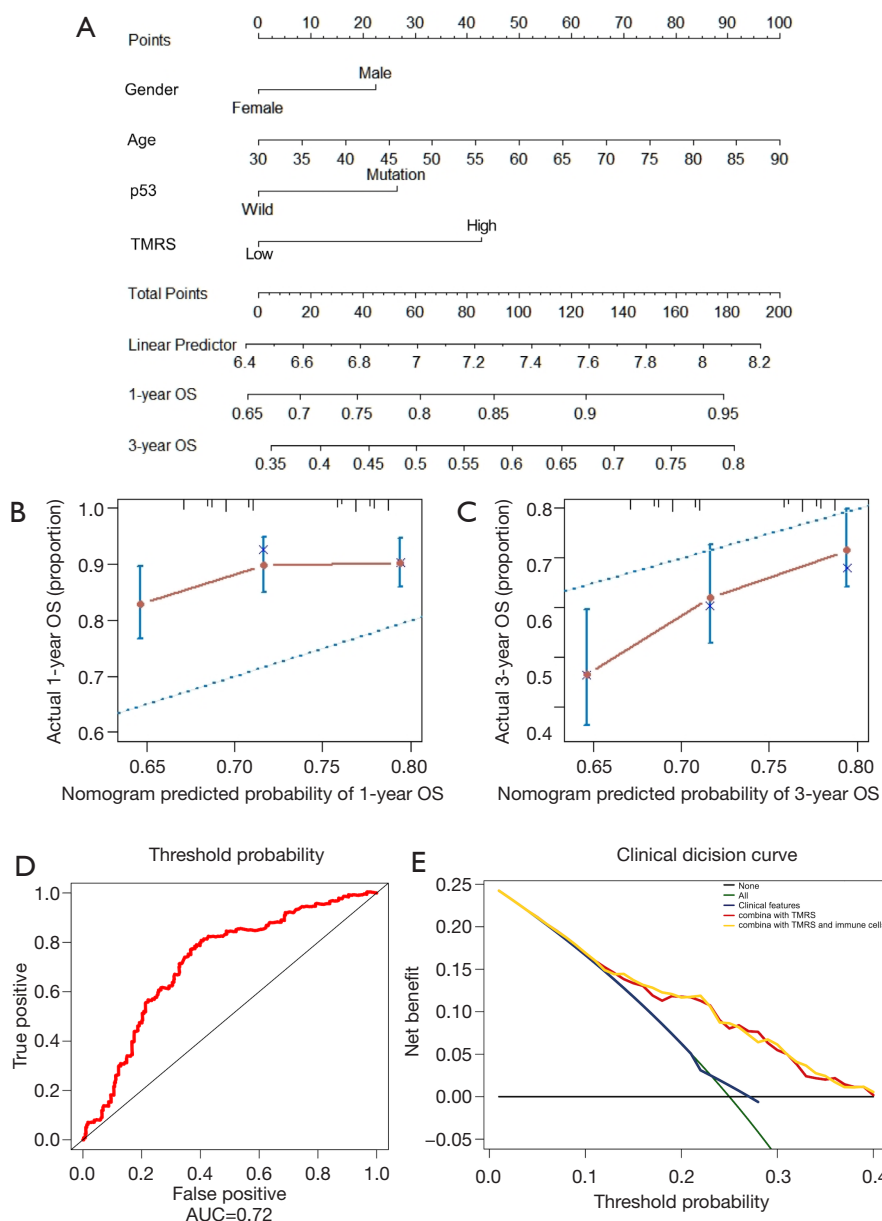 A
Points
0 10 20 30 40 50 60 70 80 90 100
Gender
Male
Female
Age
30 35 40 45 50 55 60 65 70 75 80 85 90
p53
Mutation
Wild
TMRS
High
Low
Total Points
0 20 40 60 80 100 120 140 160 180 200
Linear Predictor
6.4 6.6 6.8 7 7.2 7.4 7.6 7.8 8 8.2
1-year OS
0.65 0.7 0.75 0.8 0.85 0.9 0.95
3-year OS
0.35 0.4 0.45 0.5 0.55 0.6 0.65 0.7 0.75 0.8
B
Actual 1-year OS (proportion)
1.0
0.9
0.8
0.7
0.6
0.65 0.70 0.75 0.80
Nomogram predicted probability of 1-year OS
C
Actual 3-year OS (proportion)
0.8
0.7
0.6
0.5
0.4
0.65 0.70 0.75 0.80
Nomogram predicted probability of 3-year OS
D
Threshold probability
True positive
1.0
0.8
0.6
0.4
0.2
0.0
0.0 0.2 0.4 0.6 0.8 1.0
False positive
AUC=0.72
E
Clinical dicision curve
None
All
Clinical features
combina with TMRS
combina with TMRS and immune cell
Net benefit
0.25
0.20
0.15
0.10
0.05
0.00
−0.05
0.0 0.1 0.2 0.3 0.4
Threshold probability